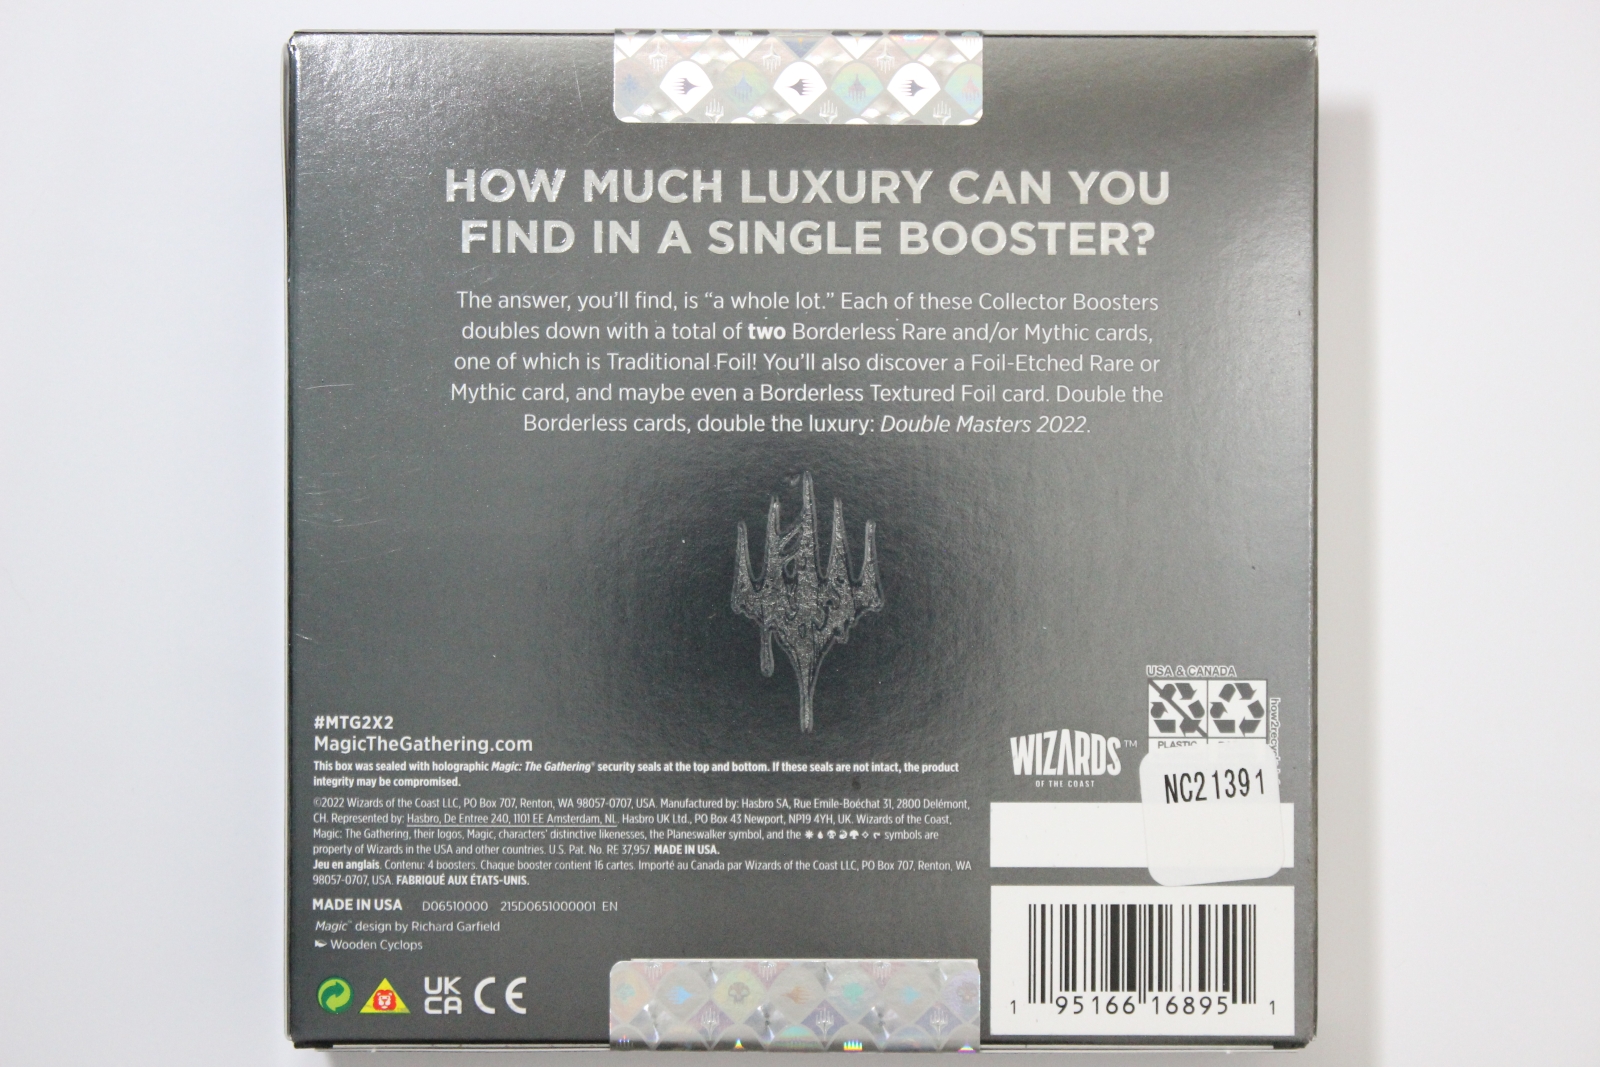 HOW MUCH LUXURY CAN YOU
FIND IN A SINGLE BOOSTER?
The answer, you'll find, is “a whole lot.” Each of these Collector Boosters
doubles down with a total of two Borderless Rare and/or Mythic cards,
one of which is Traditional Foil! You'll also discover a Foil-Etched Rare or
Mythic card, and maybe even a Borderless Textured Foil card. Double the
Borderless cards, double the luxury: Double Masters 2022.
#MTG2X2
MagicTheGathering.com
This box was sealed with holographic Magic: The Gathering® security seals at the top and bottom. If these seals are not intact, the product
integrity may be compromised.
©2022 Wizards of the Coast LLC, PO Box 707, Renton, WA 98057-0707, USA. Manufactured by: Hasbro SA, Rue Emile-Boéchat 31, 2800 Delémont,
CH. Represented by: Hasbro, De Entree 240, 1101 EE Amsterdam, NL. Hasbro UK Ltd., PO Box 43 Newport, NP19 4YH, UK. Wizards of the Coast,
Magic: The Gathering, their logos, Magic, characters' distinctive likenesses, the Planeswalker symbol, and the symbols are
property of Wizards in the USA and other countries. U.S. Pat. No. RE 37,957. MADE IN USA.
Jeu en anglais. Contenu: 4 boosters. Chaque booster contient 16 cartes. Importé au Canada par Wizards of the Coast LLC, PO Box 707, Renton, WA
98057-0707, USA. FABRIQUÉ AUX ÉTATS-UNIS.
MADE IN USA D06510000 215D0651000001 EN
Magic® design by Richard Garfield
Wooden Cyclops
UK
CA CE
USA & CANADA
PLASTIC
WIZARDS™
OF THE COAST
NC21391
1 95166 16895 1